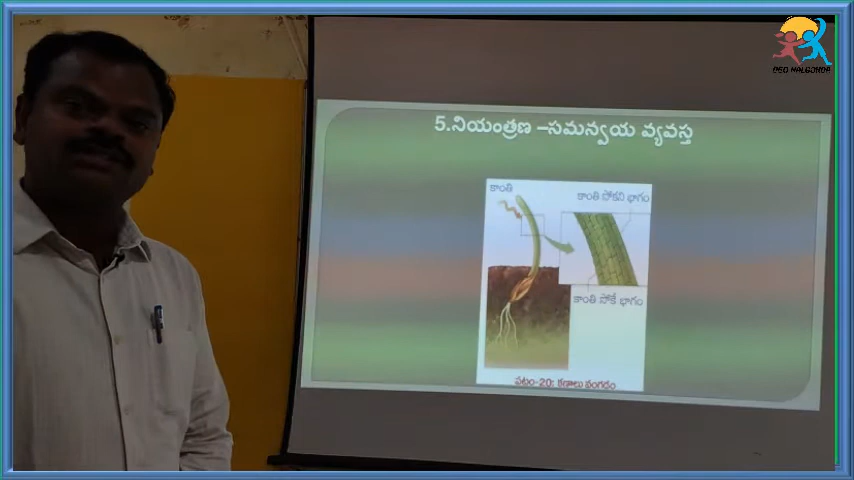 DEO NALGONDA
5.నియంత్రణ –సమన్వయ వ్యవస్త
కాంతి
కాంతి సోకని భాగం
కాంతి సోకే భాగం
పటం-20: కణాలు వంగడం